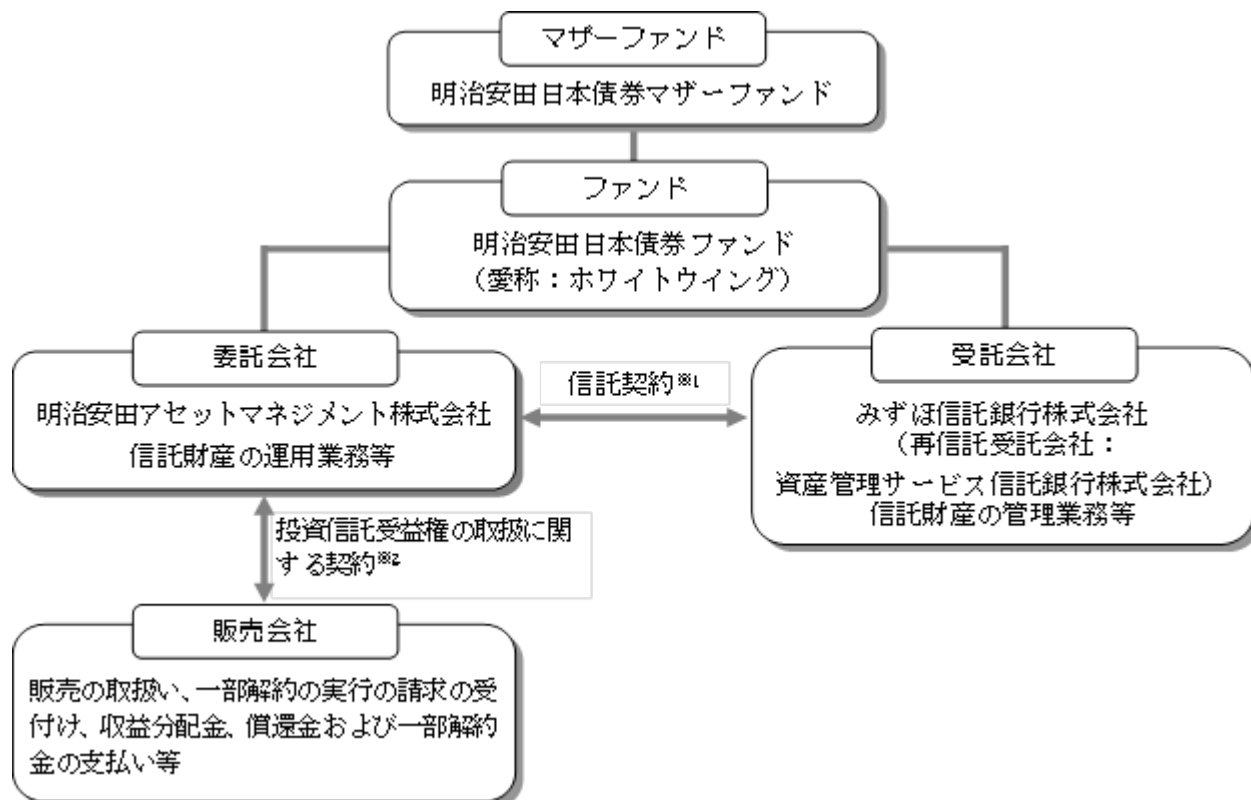 マザーファンド
明治安田日本債券マザーファンド
ファンド
明治安田日本債券ファンド
（愛称：ホワイトウイング）
委託会社
明治安田アセットマネジメント株式会社
信託財産の運用業務等
信託契約※1
受託会社
みずほ信託銀行株式会社
（再信託受託会社：
資産管理サービス信託銀行株式会社）
信託財産の管理業務等
投資信託受益権の取扱に関
する契約※2
販売会社
販売の取扱い、一部解約の実行の請求の受
付け、収益分配金、償還金および一部解約
金の支払い等